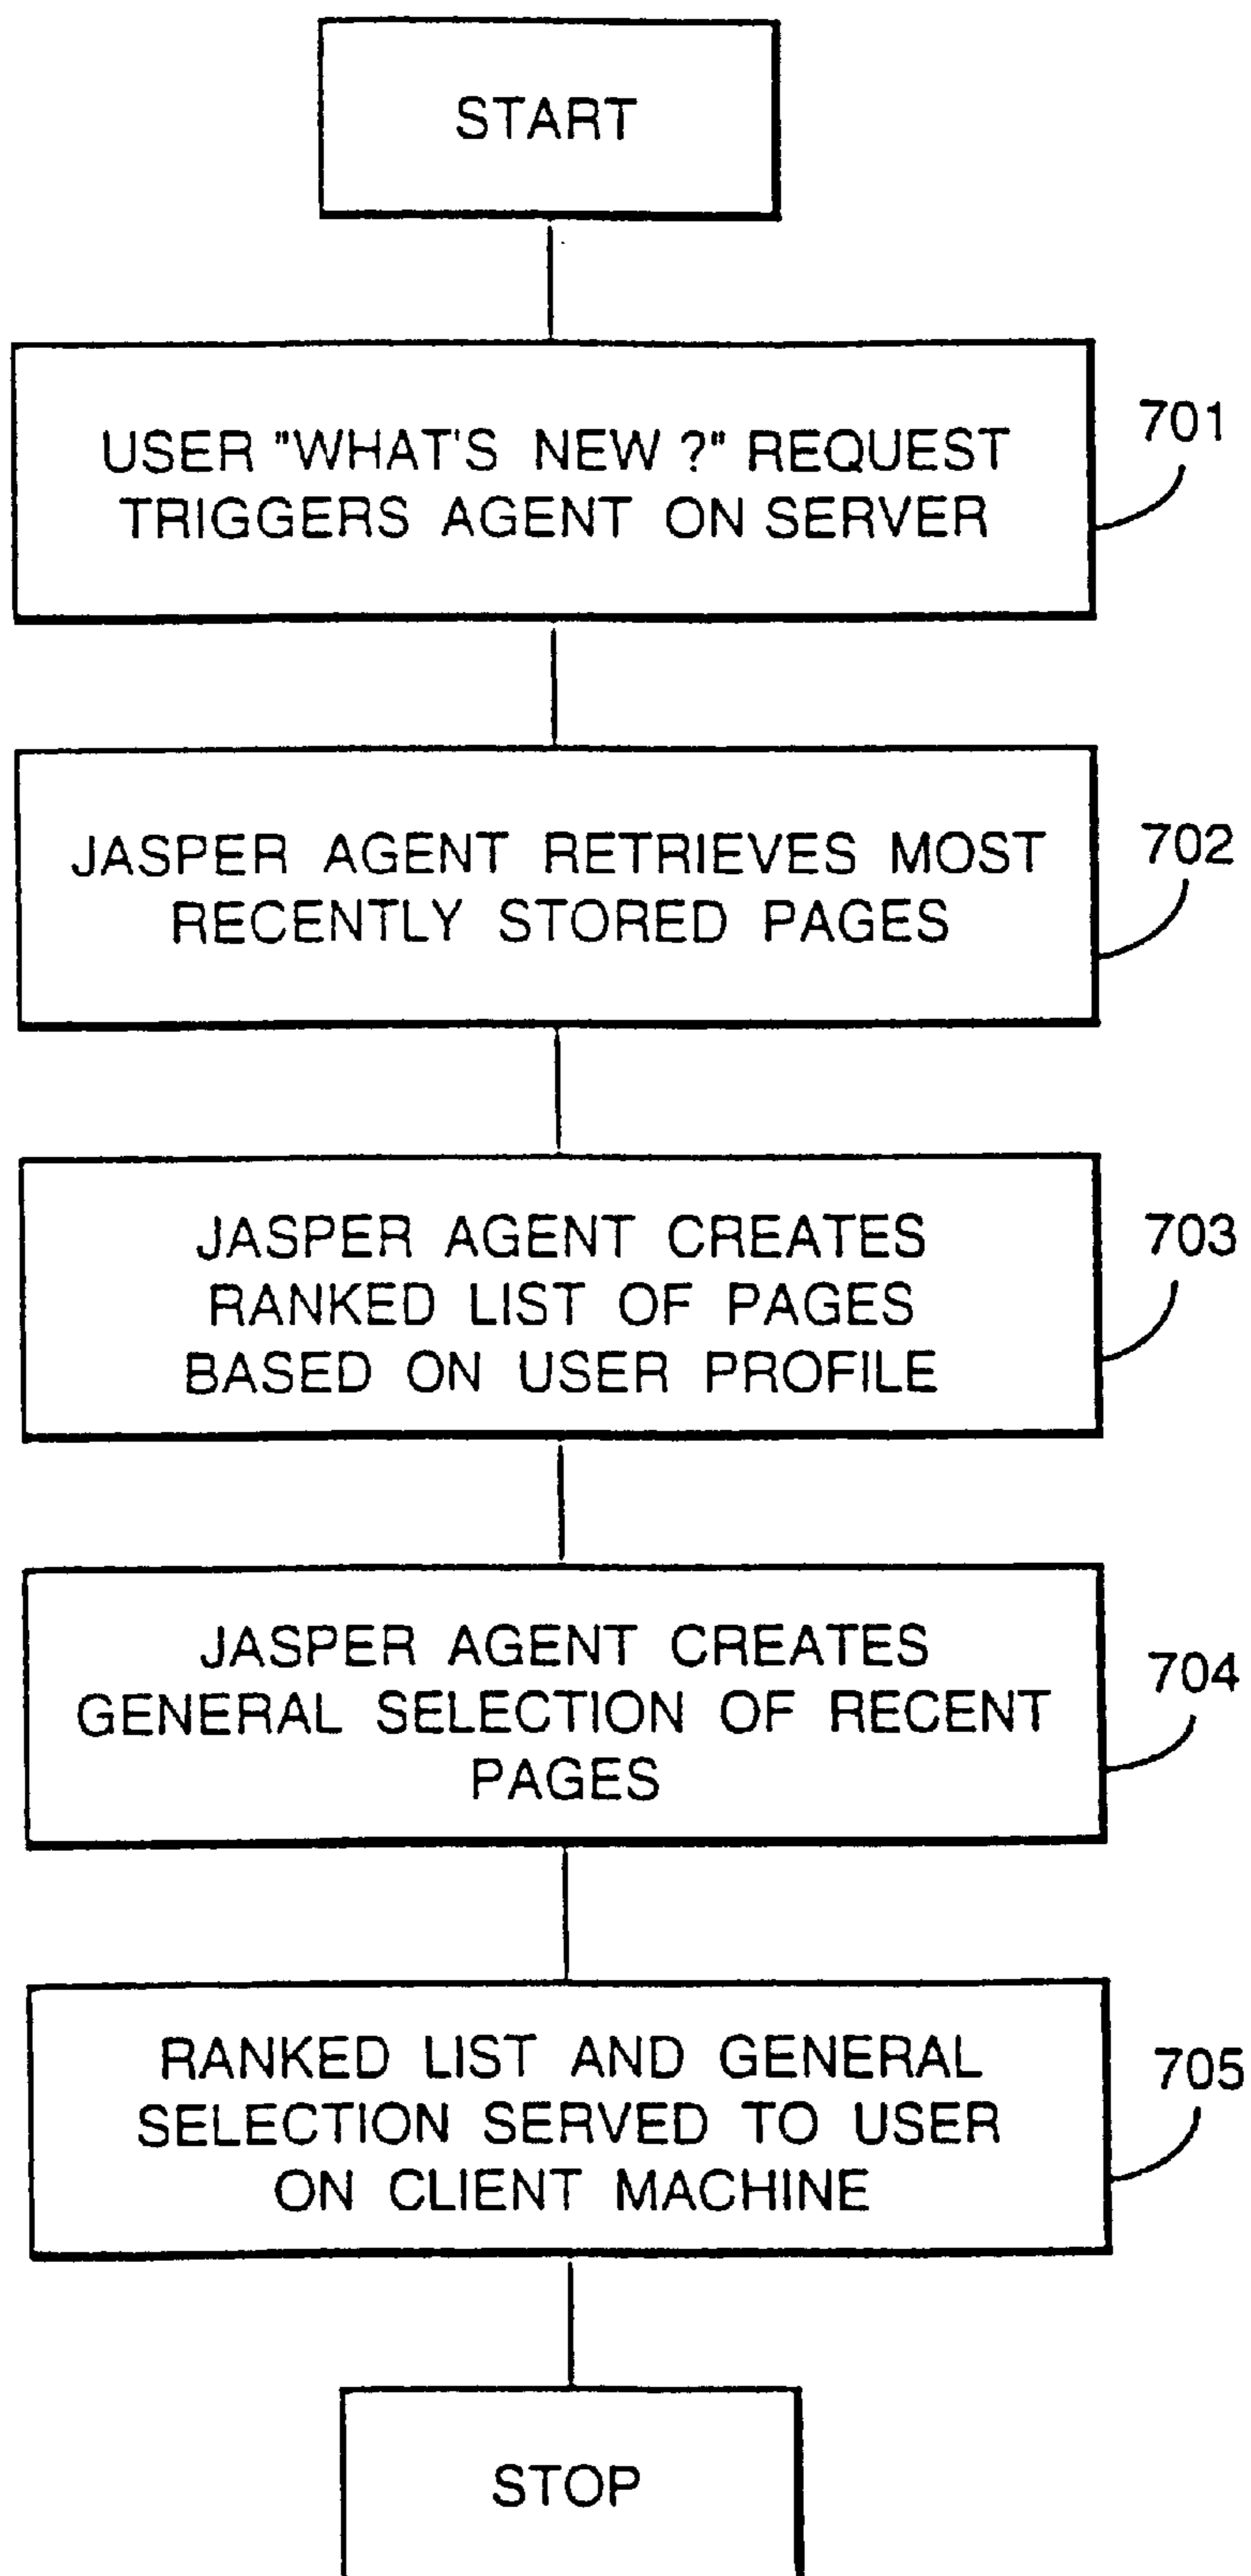 START
USER "WHAT'S NEW ?" REQUEST
TRIGGERS AGENT ON SERVER
701
JASPER AGENT RETRIEVES MOST
RECENTLY STORED PAGES
702
JASPER AGENT CREATES
RANKED LIST OF PAGES
BASED ON USER PROFILE
703
JASPER AGENT CREATES
GENERAL SELECTION OF RECENT
PAGES
704
RANKED LIST AND GENERAL
SELECTION SERVED TO USER
ON CLIENT MACHINE
705
STOP